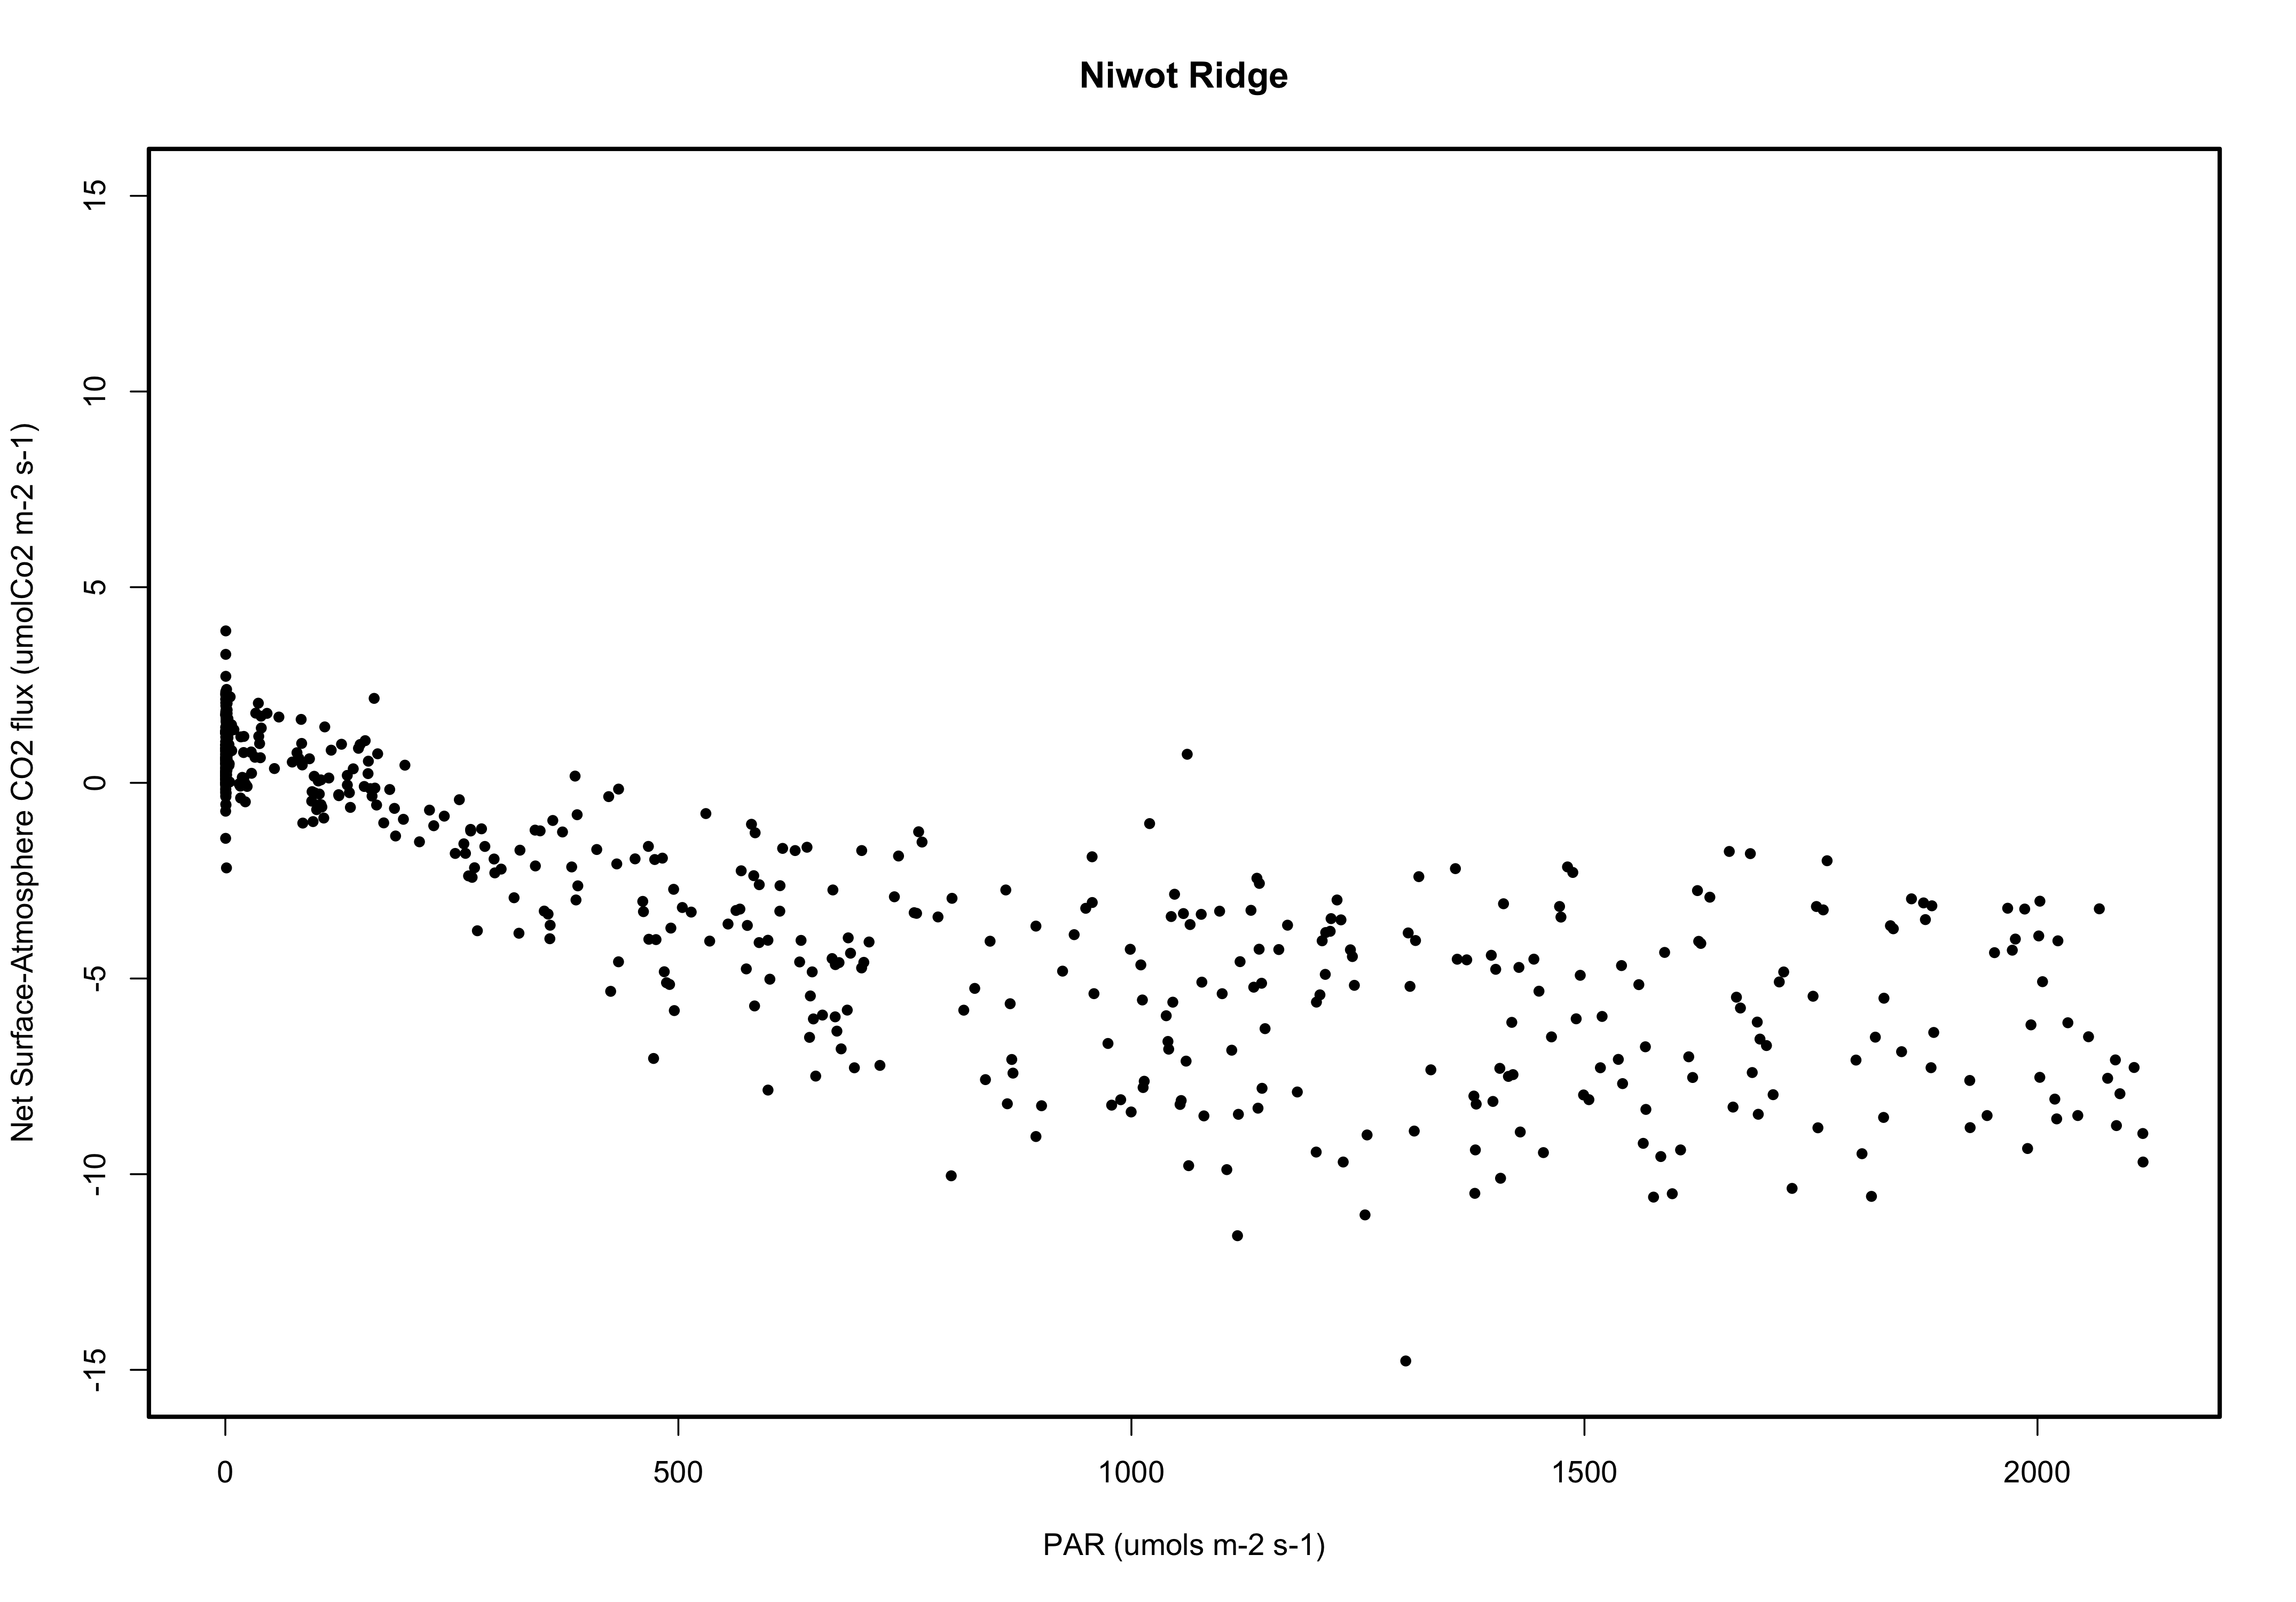 Niwot Ridge
Net Surface-Atmosphere CO2 flux (umolCo2 m-2 s-1)
15
10
5
0
-5
-10
-15
0 500 1000 1500 2000
PAR (umols m-2 s-1)